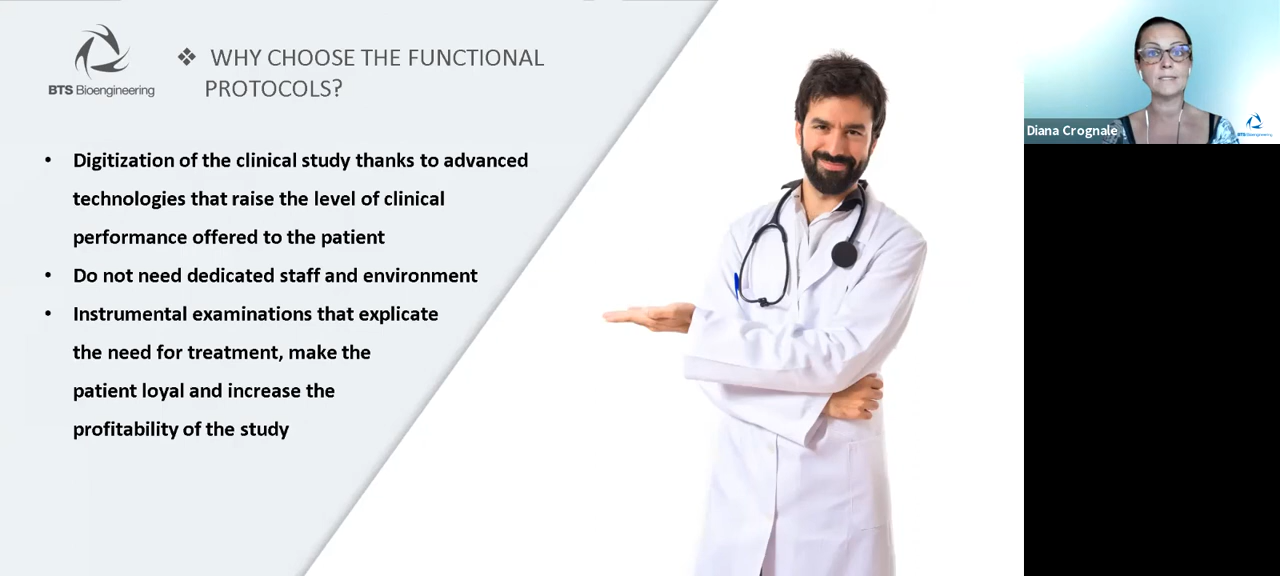 BTS Bioengineering
❖ WHY CHOOSE THE FUNCTIONAL
PROTOCOLS?
• Digitization of the clinical study thanks to advanced
technologies that raise the level of clinical
performance offered to the patient
• Do not need dedicated staff and environment
• Instrumental examinations that explicate
the need for treatment, make the
patient loyal and increase the
profitability of the study
Diana Crognale
BTS Bioengineering